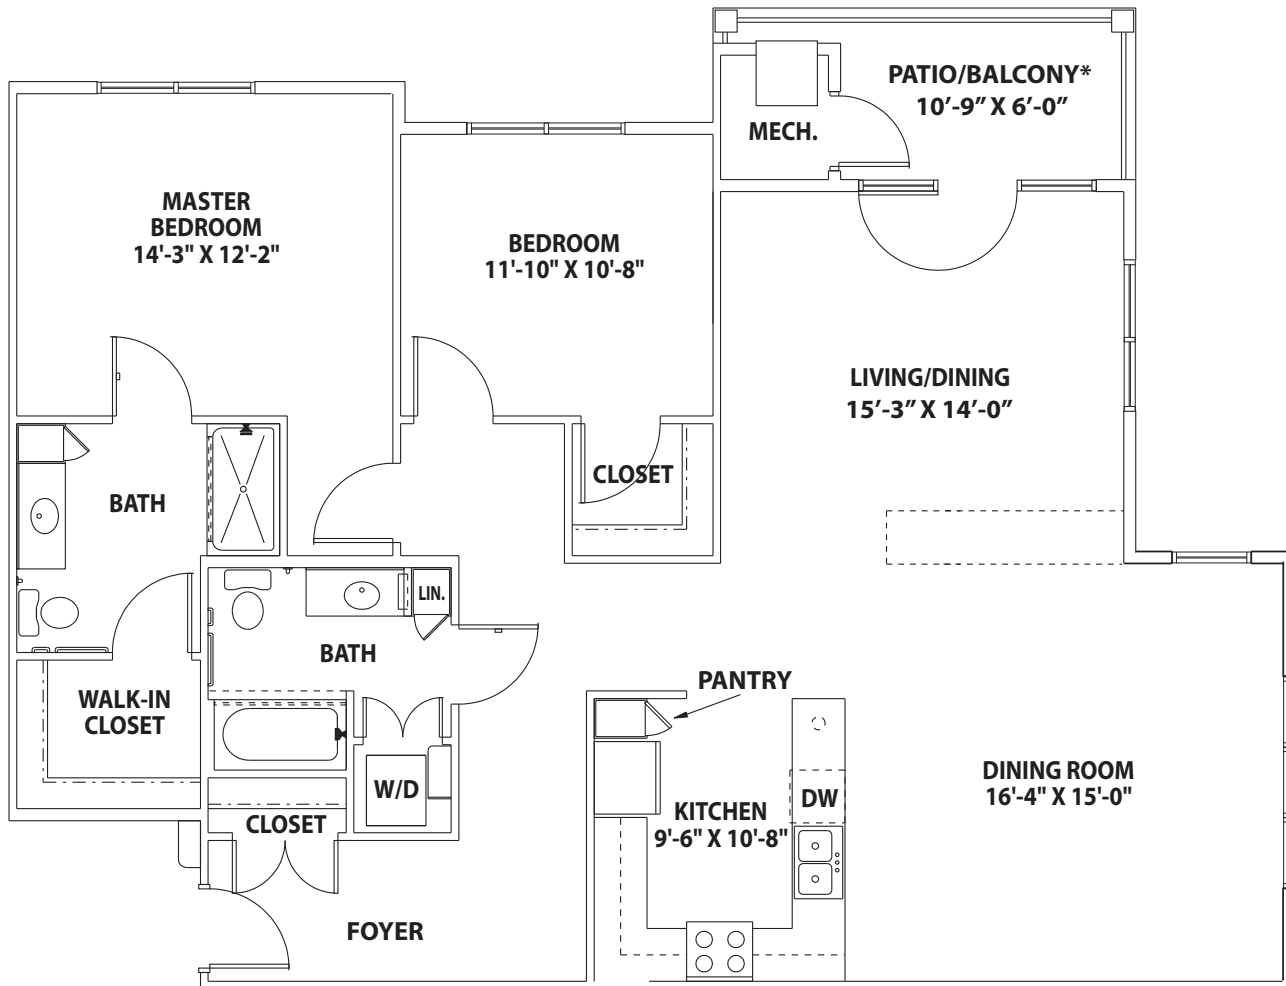 PATIO/BALCONY*
10′-9″ X 6′-0″
MECH.
MASTER
BEDROOM
14'-3" X 12'-2"
BEDROOM
11'-10" X 10'-8"
LIVING/DINING
15′-3″ X 14′-0″
CLOSET
BATH
LIN.
BATH
WALK-IN
CLOSET
PANTRY
W/D
DINING ROOM
16'-4" X 15'-0"
KITCHEN
9'-6" X 10'-8"
DW
CLOSET
FOYER